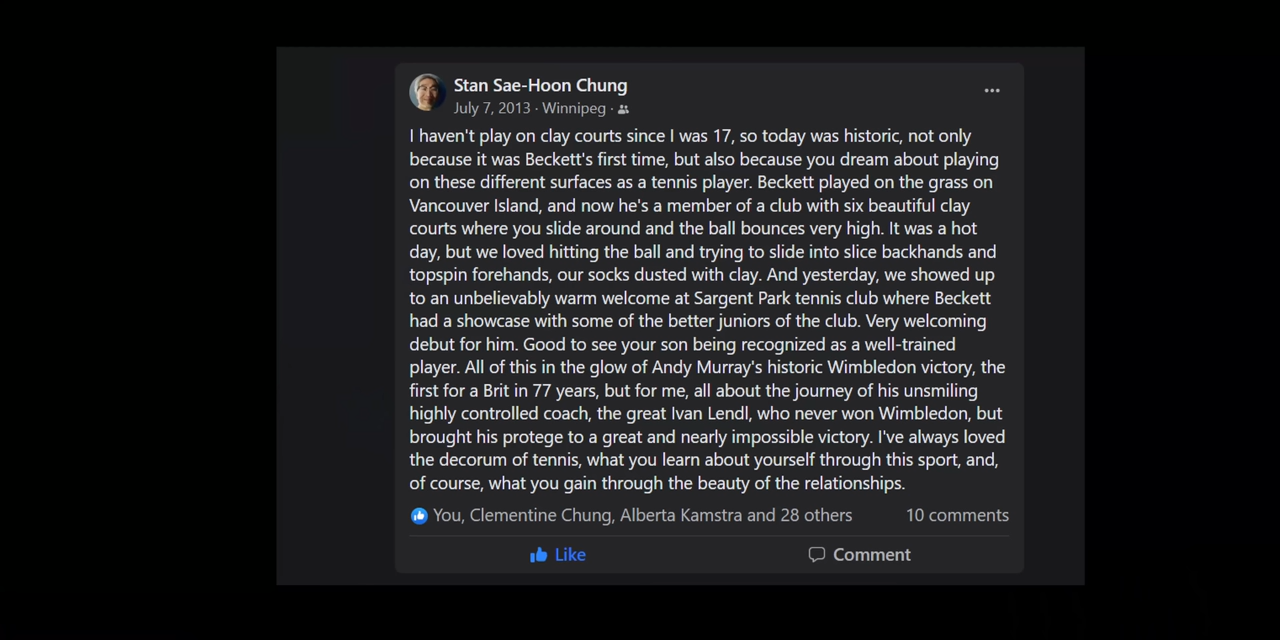 Stan Sae-Hoon Chung
July 7, 2013 · Winnipeg ·
I haven't play on clay courts since I was 17, so today was historic, not only
because it was Beckett's first time, but also because you dream about playing
on these different surfaces as a tennis player. Beckett played on the grass on
Vancouver Island, and now he's a member of a club with six beautiful clay
courts where you slide around and the ball bounces very high. It was a hot
day, but we loved hitting the ball and trying to slide into slice backhands and
topspin forehands, our socks dusted with clay. And yesterday, we showed up
to an unbelievably warm welcome at Sargent Park tennis club where Beckett
had a showcase with some of the better juniors of the club. Very welcoming
debut for him. Good to see your son being recognized as a well-trained
player. All of this in the glow of Andy Murray's historic Wimbledon victory, the
first for a Brit in 77 years, but for me, all about the journey of his unsmiling
highly controlled coach, the great Ivan Lendl, who never won Wimbledon, but
brought his protege to a great and nearly impossible victory. I've always loved
the decorum of tennis, what you learn about yourself through this sport, and,
of course, what you gain through the beauty of the relationships.
You, Clementine Chung, Alberta Kamstra and 28 others 10 comments
Like Comment